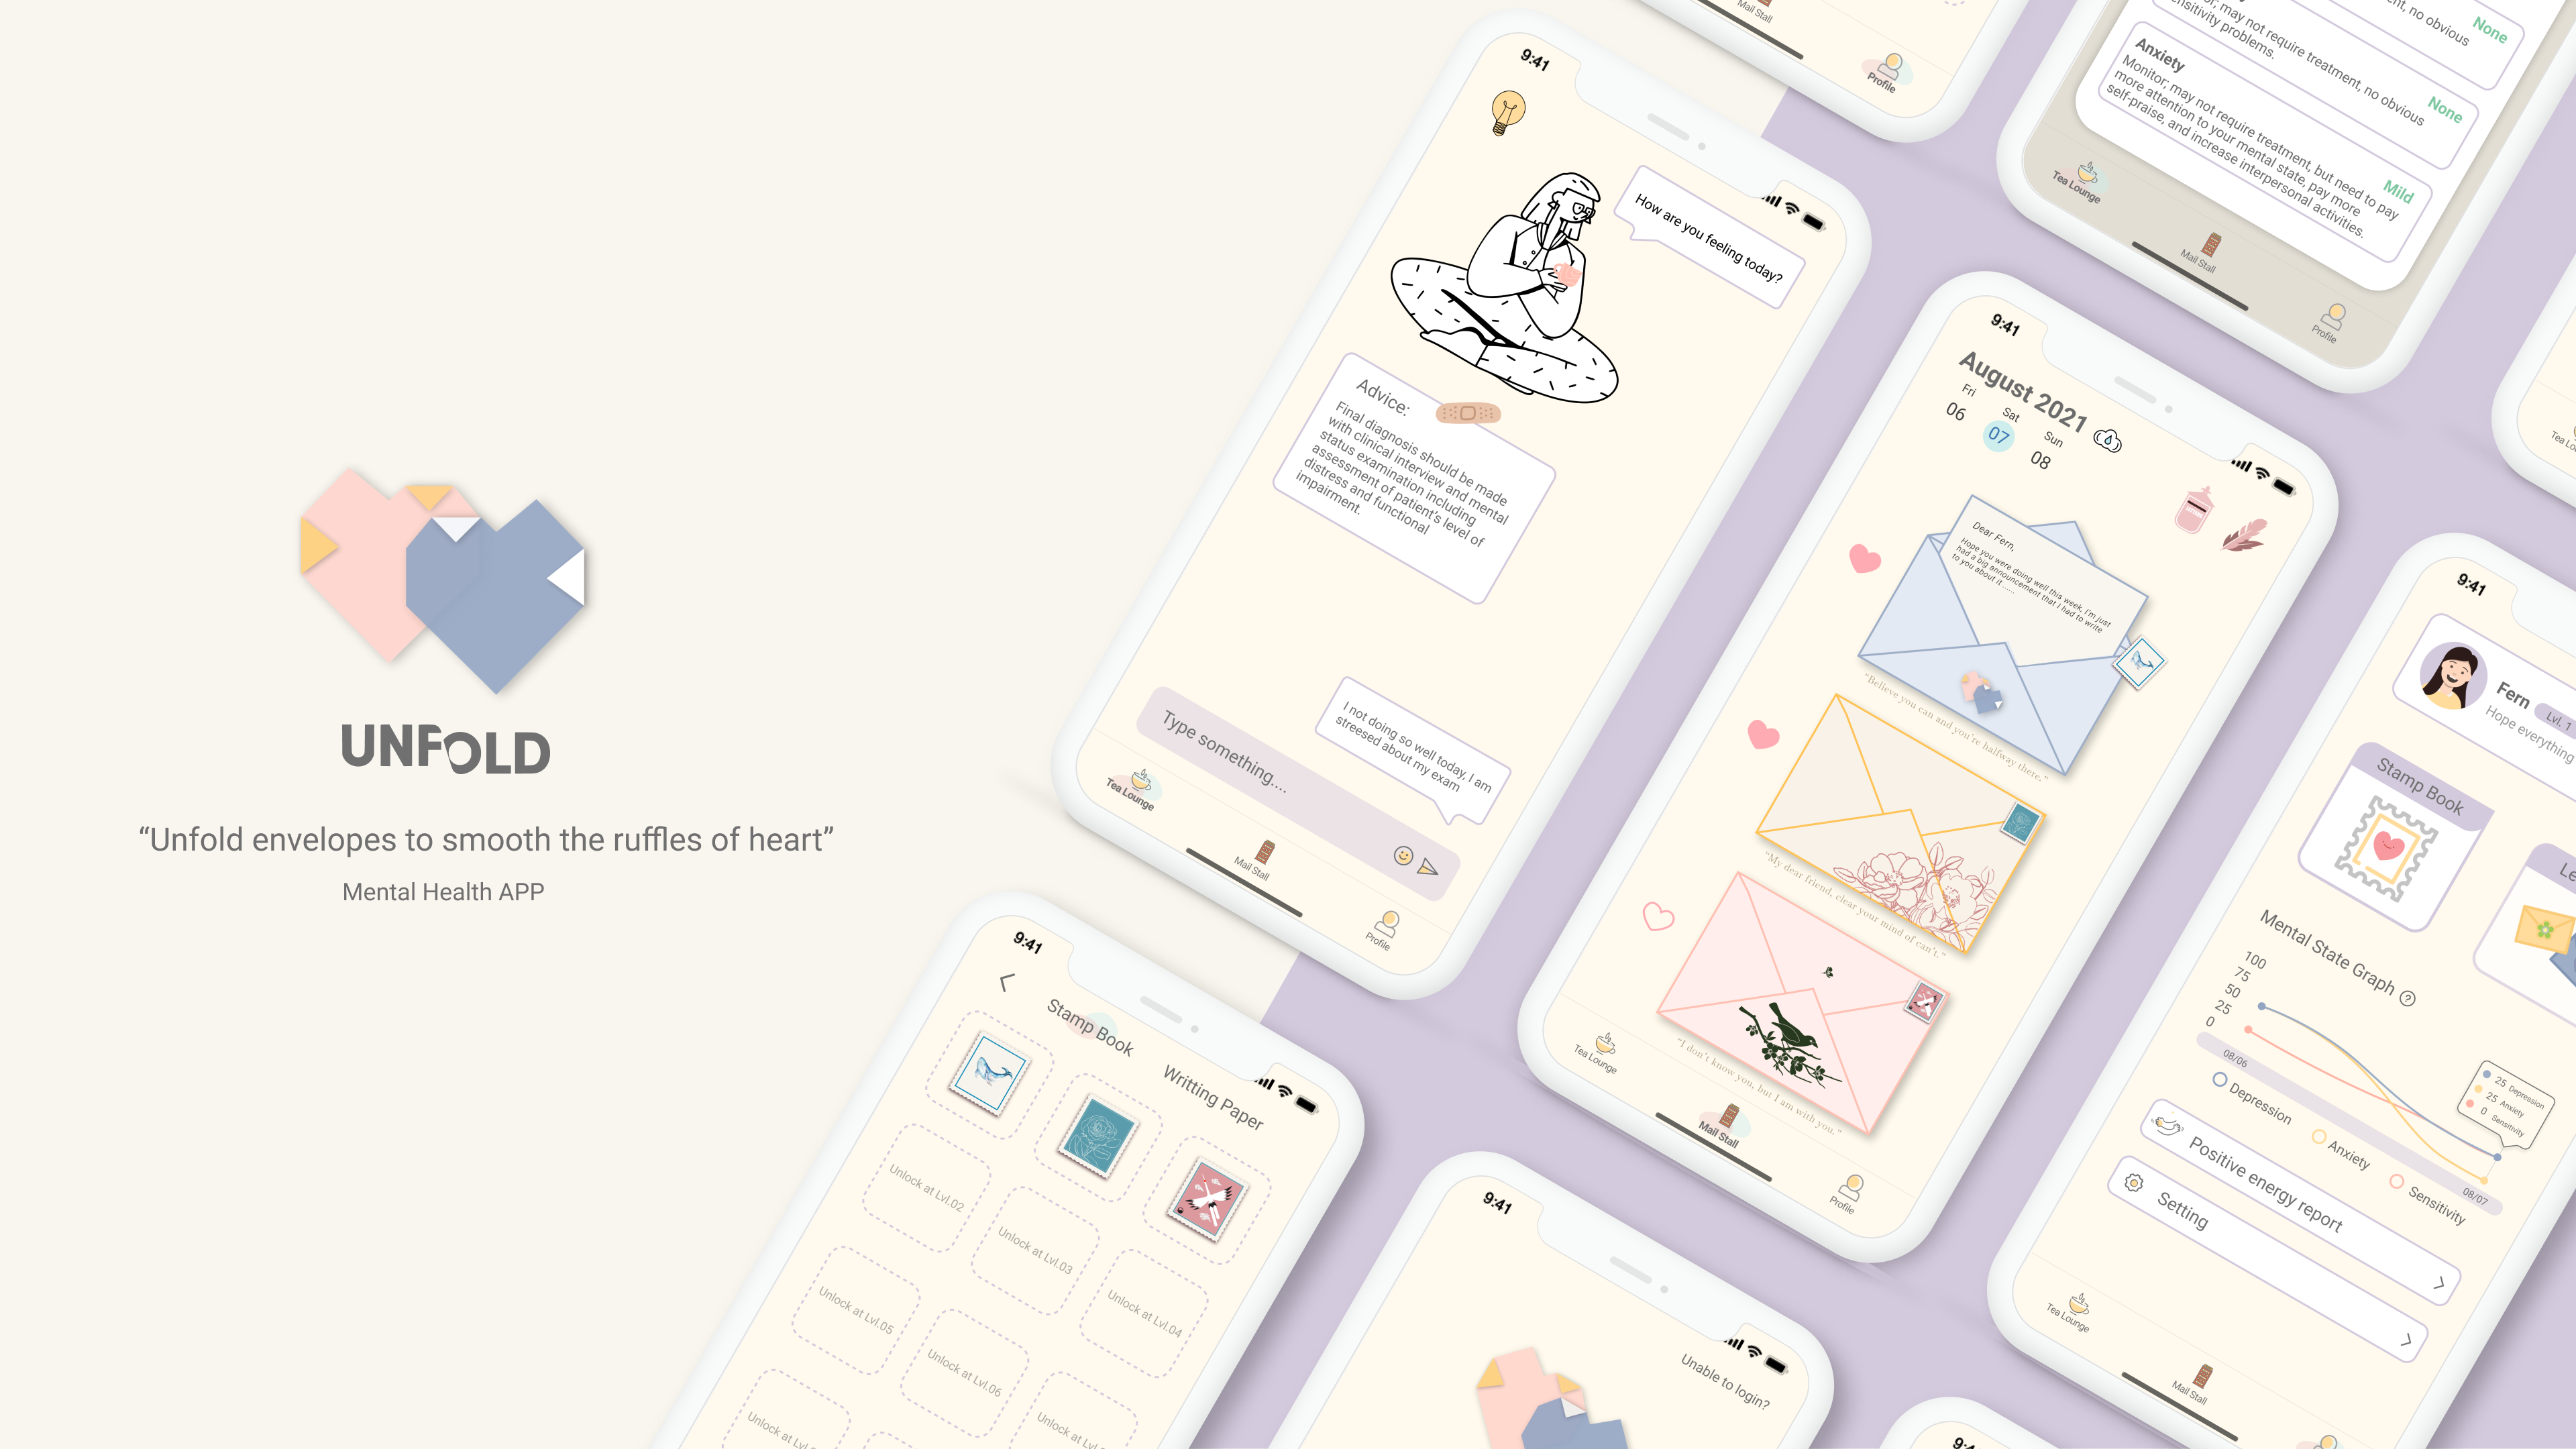 UNFOLD
“Unfold envelopes to smooth the ruffles of heart”
Mental Health APP
Mail Stall
Profile
9:41
How are you feeling today?
Advice:
Final diagnosis should be made
with clinical interview and mental
status examination including
assessment of patient's level of
distress and functional
impairment.
I not doing so well today, I am
streesed about my exam
Type something....
Tea Lounge
Mail Stall
Profile
None
None
may not require treatment, no obvious
sensitivity problems.
Anxiety
Mild
Monitor; may not require treatment, but need to pay
more attention to your mental state, pay more
self-praise, and increase interpersonal activities.
Tea Lounge
Mail Stall
Profile
9:41
August 2021
Fri
Sat
Sun
06
07
08
Dear Fern,
Hope you were doing well this week, I'm just
had a big announcement that I had to write
to you about it ......
“Believe you can and you're halfway there.”
“My dear friend, clear your mind of can't.”
“I don't know you, but I am with you.”
Tea Lounge
Mail Stall
Profile
9:41
Fern
Lvl. 1
Hope everything
Stamp Book
Mental State Graph ?
100
75
50
25
0
08/06
08/07
25 Depression
25 Anxiety
0 Sensitivity
Depression
Anxiety
Sensitivity
Positive energy report
Setting
Tea Lounge
Mail Stall
9:41
Stamp Book
Writting Paper
Unlock at Lvl.02
Unlock at Lvl.03
Unlock at Lvl.04
Unlock at Lvl.05
Unlock at Lvl.06
Unlock at
Unlock at Lvl.
9:41
Unable to login?